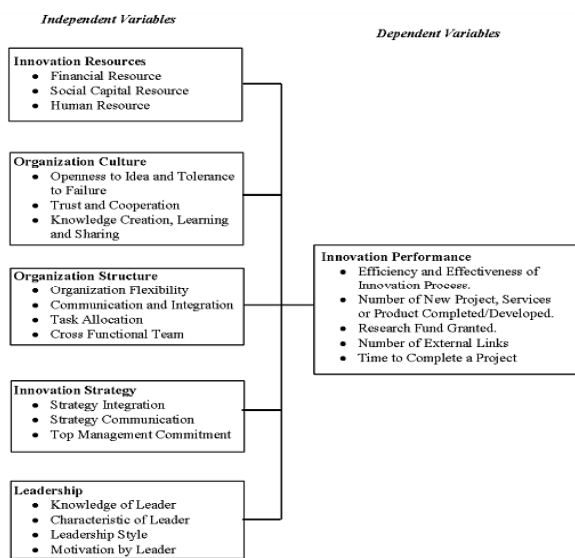 Independent Variables
Dependent Variables
Innovation Resources
● Financial Resource
● Social Capital Resource
● Human Resource
Organization Culture
● Openness to Idea and Tolerance
to Failure
● Trust and Cooperation
● Knowledge Creation, Learning
and Sharing
Organization Structure
● Organization Flexibility
● Communication and Integration
● Task Allocation
● Cross Functional Team
Innovation Performance
● Efficiency and Effectiveness of
Innovation Process.
● Number of New Project, Services
or Product Completed/Developed.
● Research Fund Granted.
● Number of External Links
● Time to Complete a Project
Innovation Strategy
● Strategy Integration
● Strategy Communication
● Top Management Commitment
Leadership
● Knowledge of Leader
● Characteristic of Leader
● Leadership Style
● Motivation by Leader